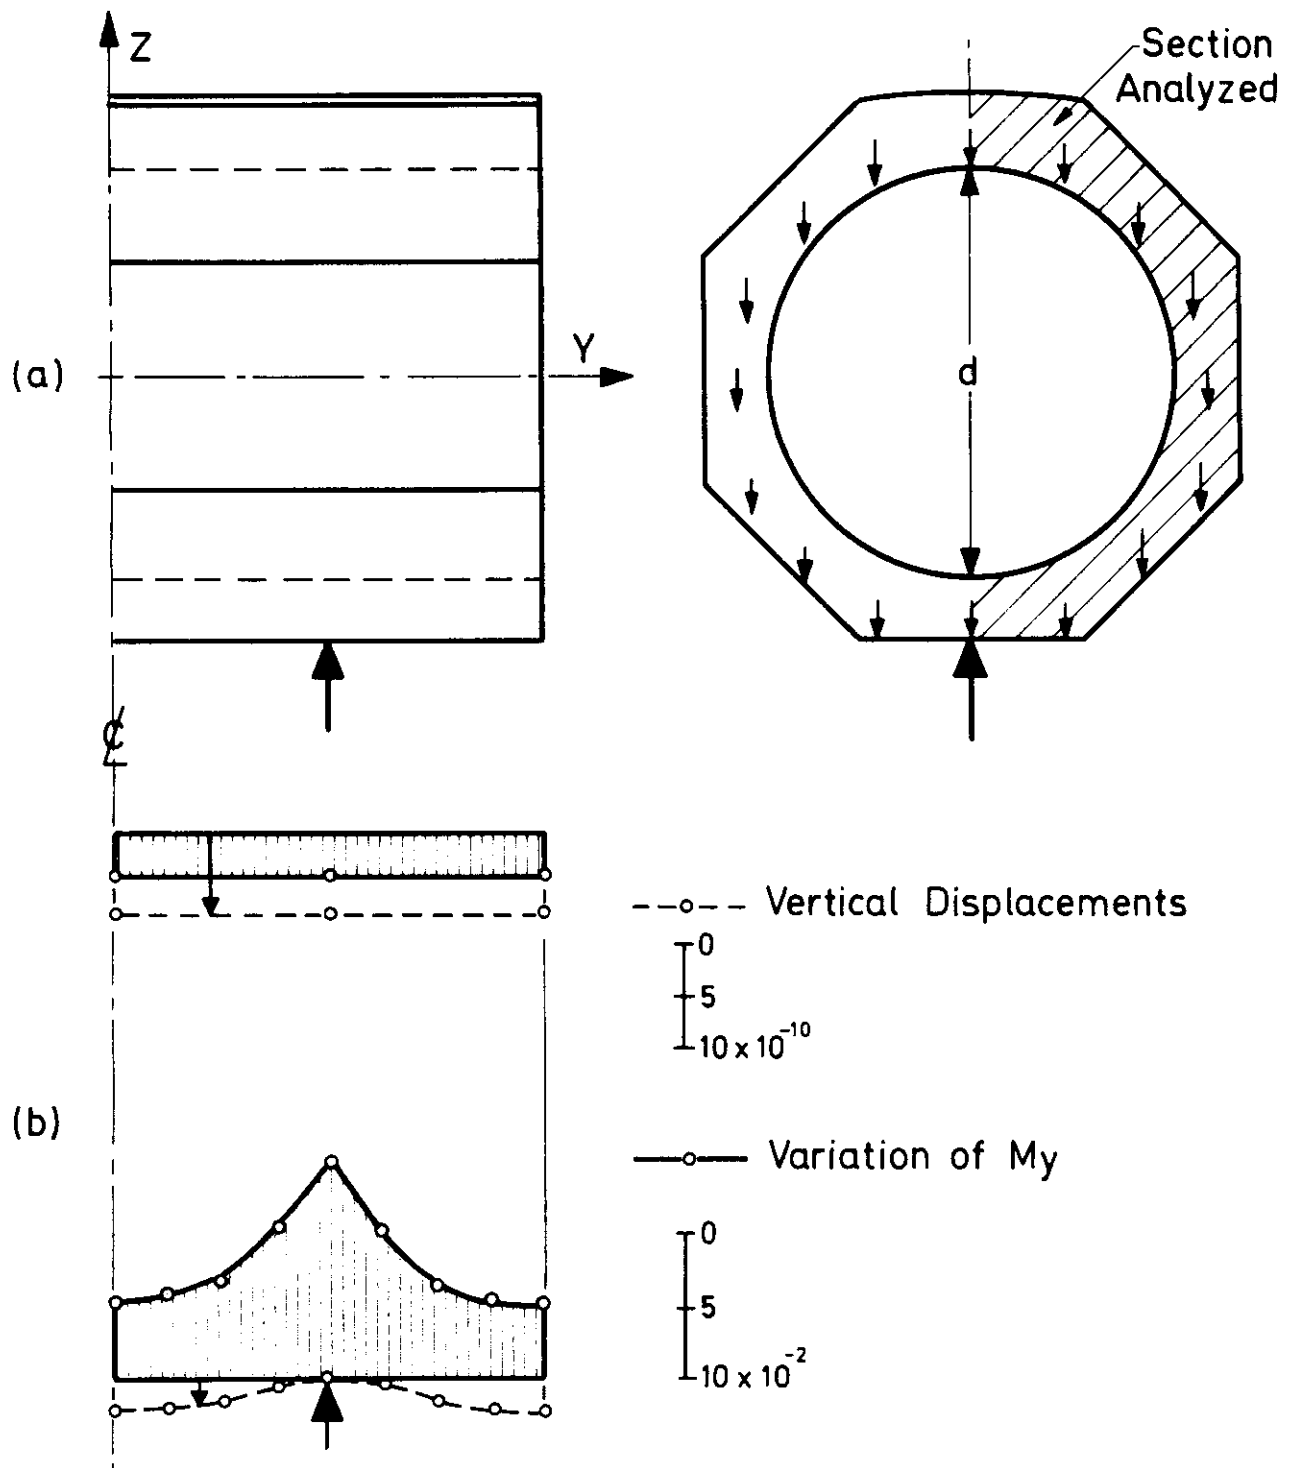 Z
Section
Analyzed
(a)
Y
d
℄
--o-- Vertical Displacements
0
5
10 x 10⁻¹⁰
(b)
Variation of My
0
5
10 x 10⁻²